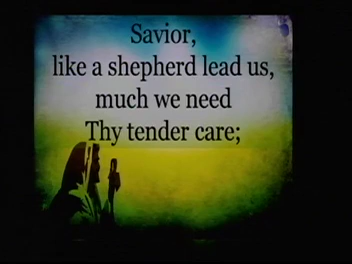 Savior,
like a shepherd lead us,
much we need
Thy tender care;